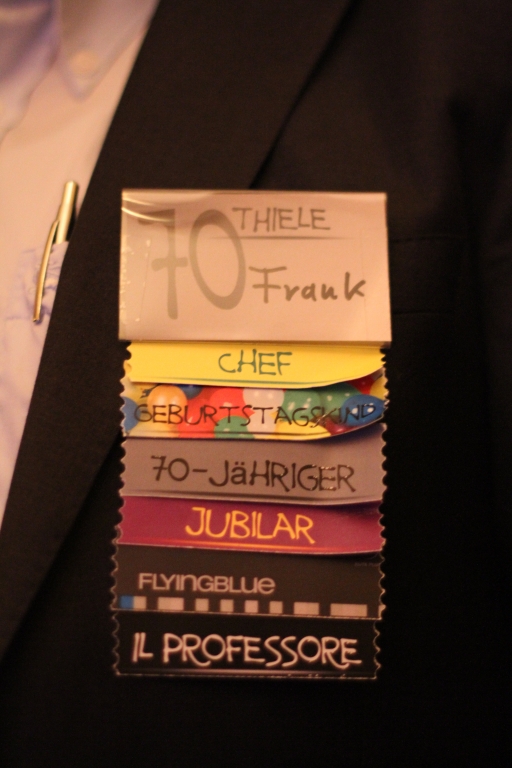 70
THIELE
Frank
CHEF
GEBURTSTAGSKIND
70-JäHRIGER
JUBILAR
FLYINGBLUE
IL PROFESSORE